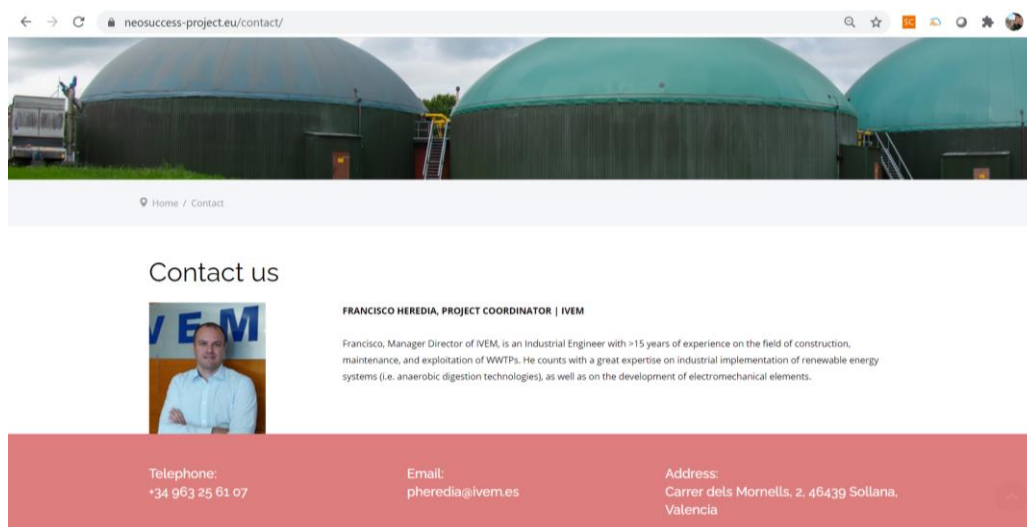 neosuccess-project.eu/contact/
SC
Home / Contact
Contact us
IVEM
FRANCISCO HEREDIA, PROJECT COORDINATOR | IVEM
Francisco, Manager Director of IVEM, is an Industrial Engineer with >15 years of experience on the field of construction,
maintenance, and exploitation of WWTPs. He counts with a great expertise on industrial implementation of renewable energy
systems (i.e. anaerobic digestion technologies), as well as on the development of electromechanical elements.
Telephone:
+34 963 25 61 07
Email:
pheredia@ivem.es
Address:
Carrer dels Mornells, 2, 46439 Sollana,
Valencia